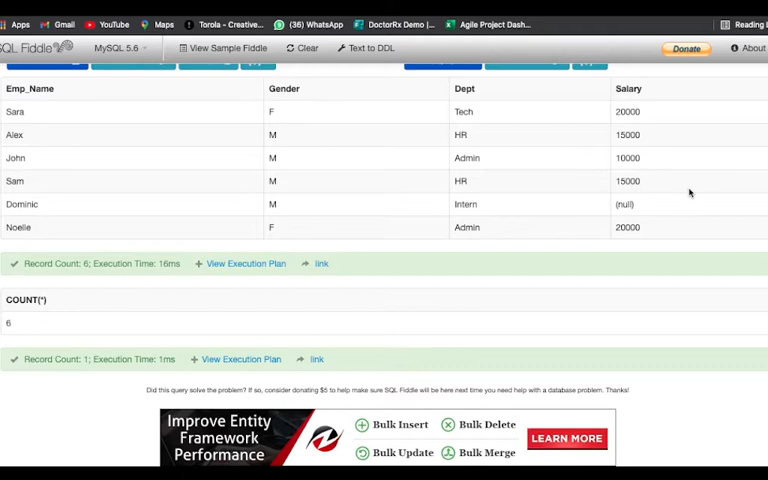 Apps Gmail YouTube Maps Torola - Creative... (36) WhatsApp DoctorRx Demo |... Agile Project Dash... Reading
SQL Fiddle MySQL 5.6 View Sample Fiddle Clear Text to DDL Donate About
Emp_Name Gender Dept Salary
Sara F Tech 20000
Alex M HR 15000
John M Admin 10000
Sam M HR 15000
Dominic M Intern (null)
Noelle F Admin 20000
Record Count: 6; Execution Time: 16ms View Execution Plan link
COUNT(*)
6
Record Count: 1; Execution Time: 1ms View Execution Plan link
Did this query solve the problem? If so, consider donating $5 to help make sure SQL Fiddle will be here next time you need help with a database problem. Thanks!
Improve Entity
Framework
Performance
Bulk Insert Bulk Delete
Bulk Update Bulk Merge
LEARN MORE